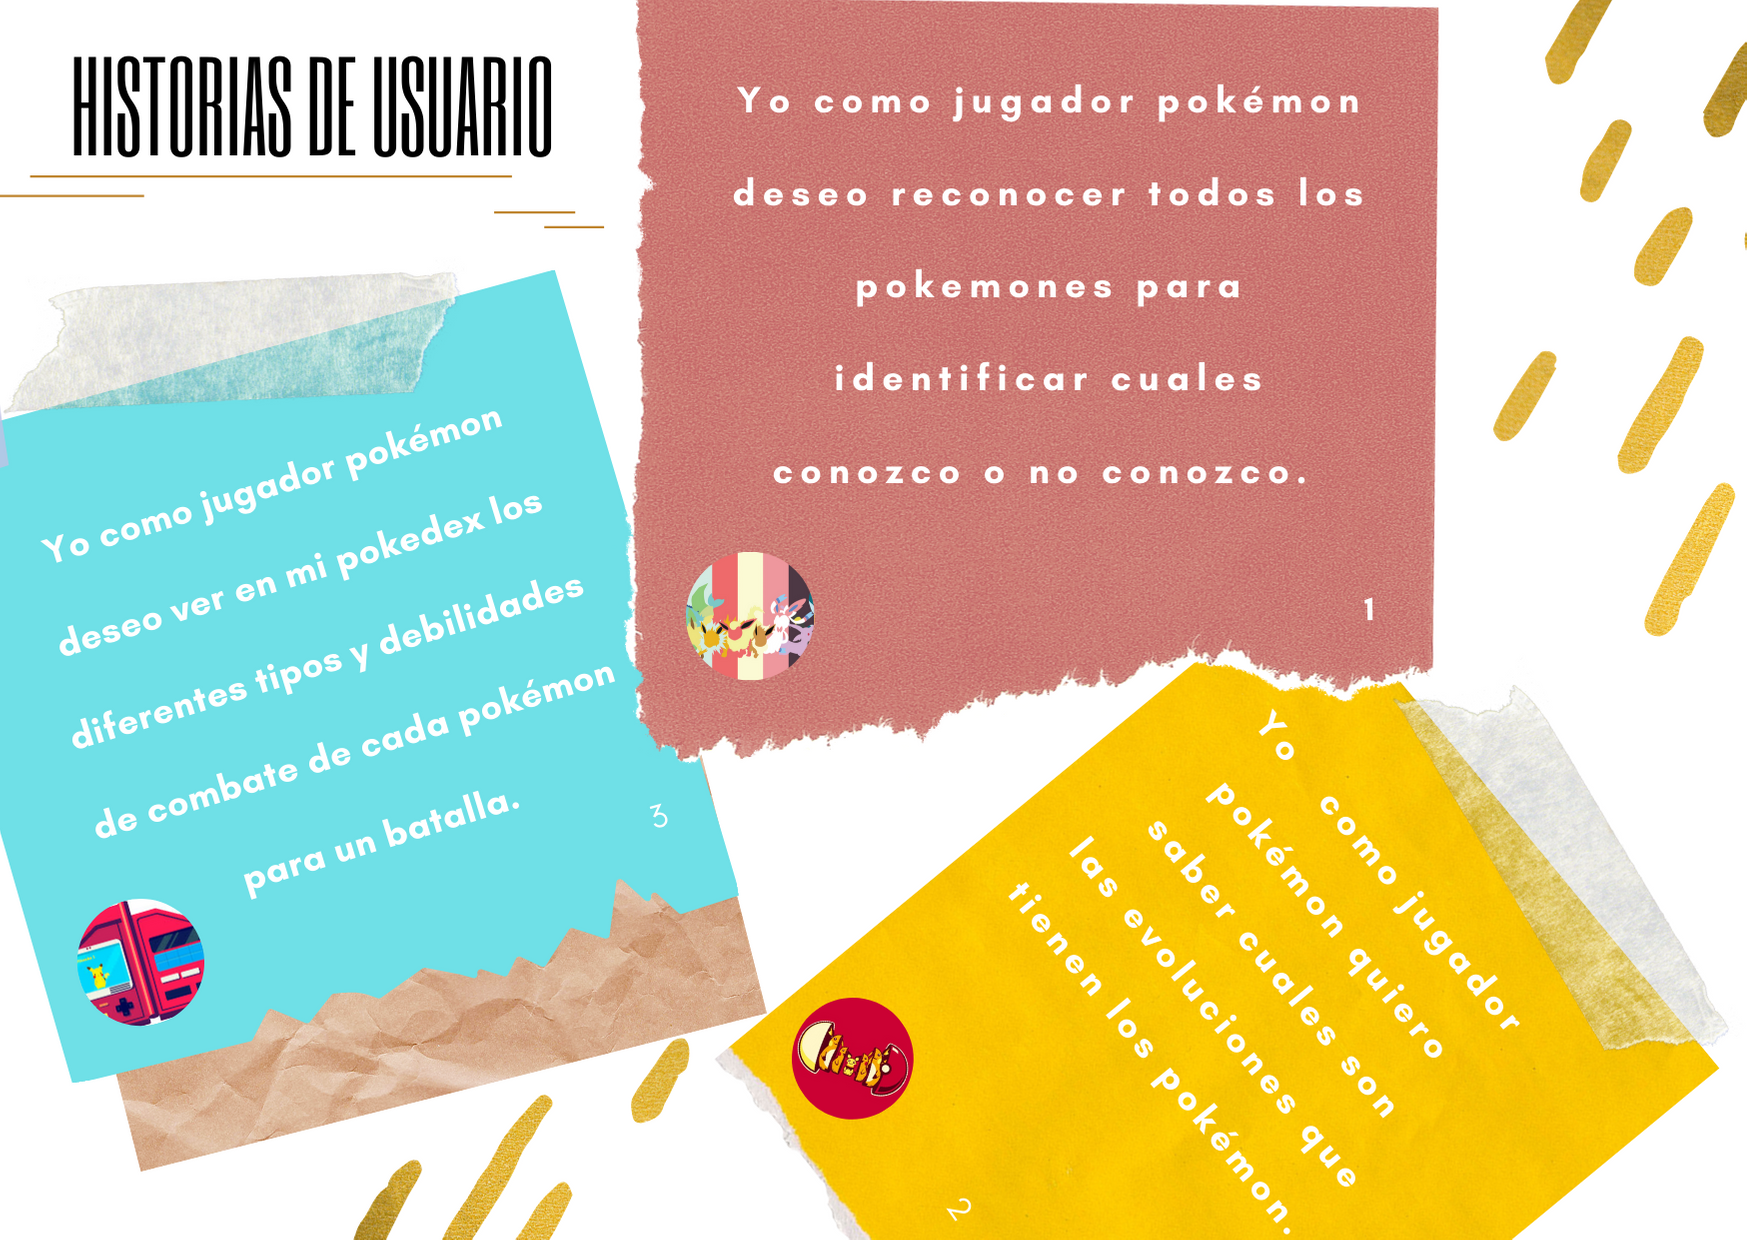 HISTORIAS DE USUARIO
Yo como jugador pokémon
deseo reconocer todos los
pokemones para
identificar cuales
conozco o no conozco.
1
Yo como jugador
pokémon quiero
saber cuales son
las evoluciones que
tienen los pokémon.
2
Yo como jugador pokémon
deseo ver en mi pokedex los
diferentes tipos y debilidades
de combate de cada pokémon
para un batalla.
3